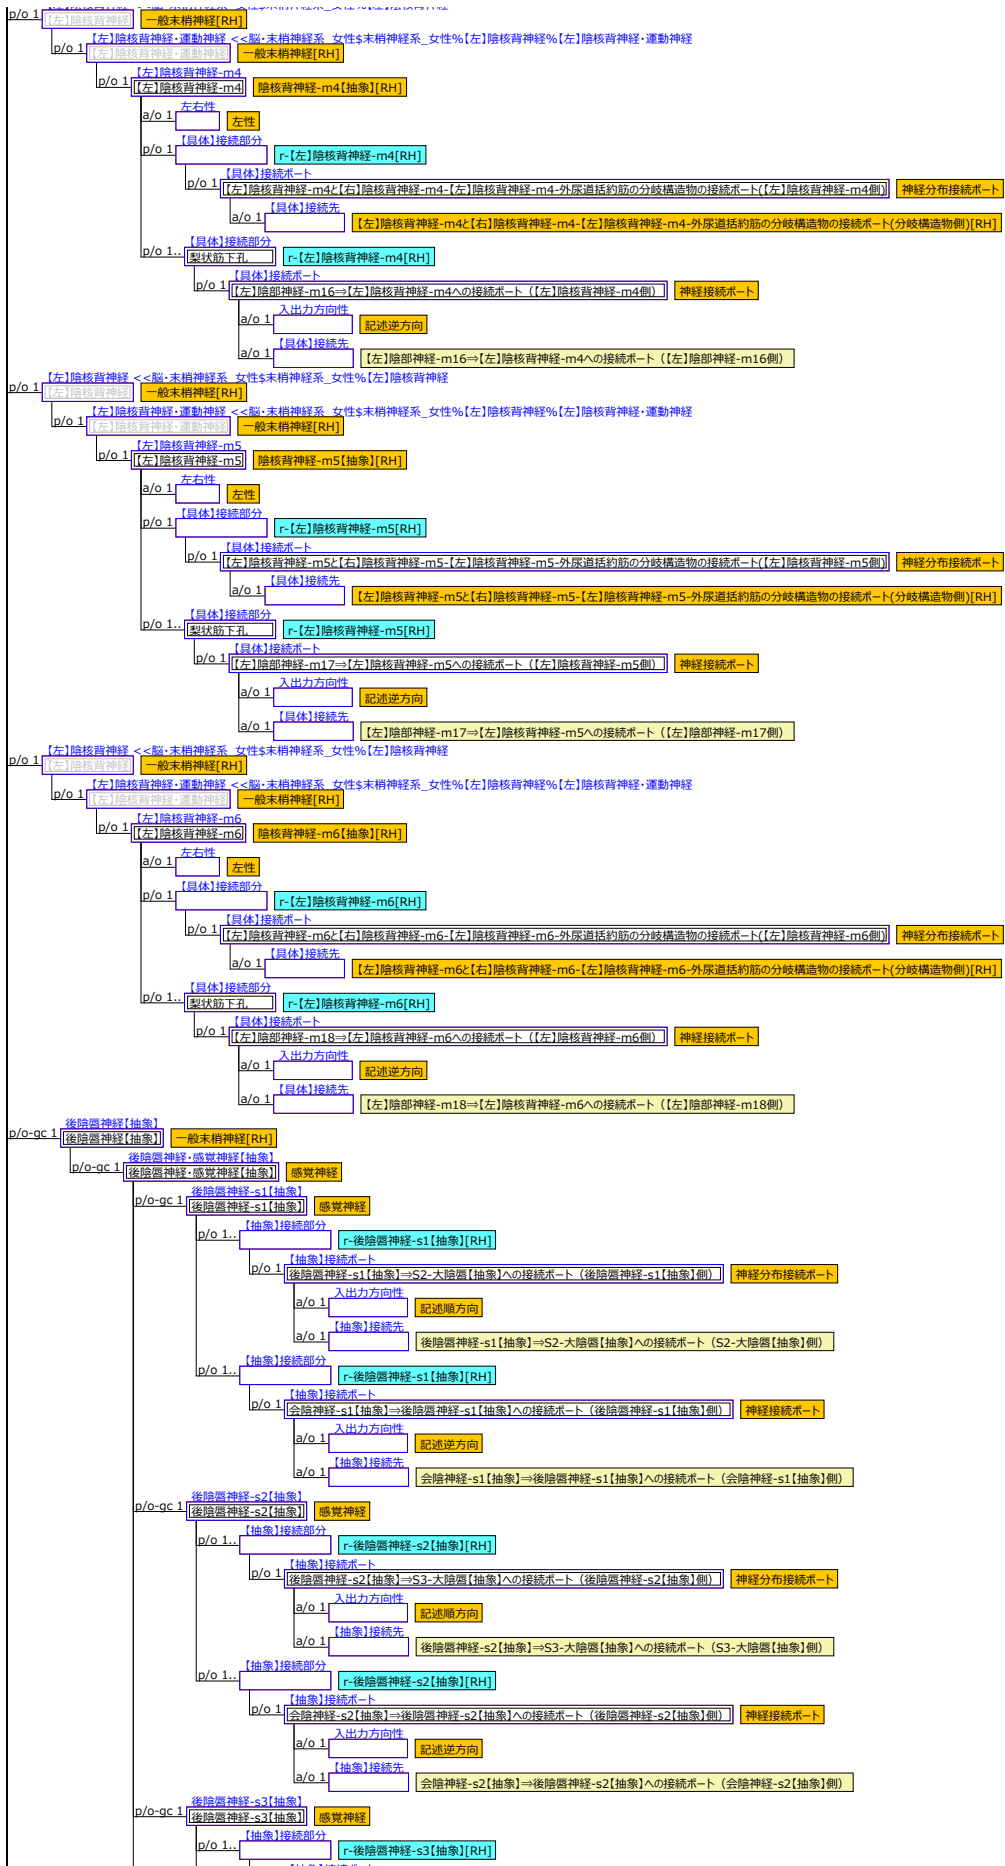 p/o 1 【左】陰核背神経 一般末梢神経[RH]
【左】陰核背神経・運動神経 <<脳・末梢神経系_女性$末梢神経系_女性%【左】陰核背神経%【左】陰核背神経・運動神経
p/o 1 【左】陰核背神経・運動神経 一般末梢神経[RH]
【左】陰核背神経-m4
p/o 1 【左】陰核背神経-m4 陰核背神経-m4【抽象】[RH]
左右性
a/o 1 左性
【具体】接続部分
p/o 1 r-【左】陰核背神経-m4[RH]
【具体】接続ポート
p/o 1 【左】陰核背神経-m4と【右】陰核背神経-m4-【左】陰核背神経-m4-外尿道括約筋の分岐構造物の接続ポート(【左】陰核背神経-m4側) 神経分布接続ポート
【具体】接続先
a/o 1 【左】陰核背神経-m4と【右】陰核背神経-m4-【左】陰核背神経-m4-外尿道括約筋の分岐構造物の接続ポート(分岐構造物側)[RH]
【具体】接続部分
p/o 1.. 梨状筋下孔 r-【左】陰核背神経-m4[RH]
【具体】接続ポート
p/o 1 【左】陰部神経-m16⇒【左】陰核背神経-m4への接続ポート（【左】陰核背神経-m4側） 神経接続ポート
入出力方向性
a/o 1 記述逆方向
【具体】接続先
a/o 1 【左】陰部神経-m16⇒【左】陰核背神経-m4への接続ポート（【左】陰部神経-m16側）
【左】陰核背神経 <<脳・末梢神経系_女性$末梢神経系_女性%【左】陰核背神経
p/o 1 【左】陰核背神経 一般末梢神経[RH]
【左】陰核背神経・運動神経 <<脳・末梢神経系_女性$末梢神経系_女性%【左】陰核背神経%【左】陰核背神経・運動神経
p/o 1 【左】陰核背神経・運動神経 一般末梢神経[RH]
【左】陰核背神経-m5
p/o 1 【左】陰核背神経-m5 陰核背神経-m5【抽象】[RH]
左右性
a/o 1 左性
【具体】接続部分
p/o 1 r-【左】陰核背神経-m5[RH]
【具体】接続ポート
p/o 1 【左】陰核背神経-m5と【右】陰核背神経-m5-【左】陰核背神経-m5-外尿道括約筋の分岐構造物の接続ポート(【左】陰核背神経-m5側) 神経分布接続ポート
【具体】接続先
a/o 1 【左】陰核背神経-m5と【右】陰核背神経-m5-【左】陰核背神経-m5-外尿道括約筋の分岐構造物の接続ポート(分岐構造物側)[RH]
【具体】接続部分
p/o 1.. 梨状筋下孔 r-【左】陰核背神経-m5[RH]
【具体】接続ポート
p/o 1 【左】陰部神経-m17⇒【左】陰核背神経-m5への接続ポート（【左】陰核背神経-m5側） 神経接続ポート
入出力方向性
a/o 1 記述逆方向
【具体】接続先
a/o 1 【左】陰部神経-m17⇒【左】陰核背神経-m5への接続ポート（【左】陰部神経-m17側）
【左】陰核背神経 <<脳・末梢神経系_女性$末梢神経系_女性%【左】陰核背神経
p/o 1 【左】陰核背神経 一般末梢神経[RH]
【左】陰核背神経・運動神経 <<脳・末梢神経系_女性$末梢神経系_女性%【左】陰核背神経%【左】陰核背神経・運動神経
p/o 1 【左】陰核背神経・運動神経 一般末梢神経[RH]
【左】陰核背神経-m6
p/o 1 【左】陰核背神経-m6 陰核背神経-m6【抽象】[RH]
左右性
a/o 1 左性
【具体】接続部分
p/o 1 r-【左】陰核背神経-m6[RH]
【具体】接続ポート
p/o 1 【左】陰核背神経-m6と【右】陰核背神経-m6-【左】陰核背神経-m6-外尿道括約筋の分岐構造物の接続ポート(【左】陰核背神経-m6側) 神経分布接続ポート
【具体】接続先
a/o 1 【左】陰核背神経-m6と【右】陰核背神経-m6-【左】陰核背神経-m6-外尿道括約筋の分岐構造物の接続ポート(分岐構造物側)[RH]
【具体】接続部分
p/o 1.. 梨状筋下孔 r-【左】陰核背神経-m6[RH]
【具体】接続ポート
p/o 1 【左】陰部神経-m18⇒【左】陰核背神経-m6への接続ポート（【左】陰核背神経-m6側） 神経接続ポート
入出力方向性
a/o 1 記述逆方向
【具体】接続先
a/o 1 【左】陰部神経-m18⇒【左】陰核背神経-m6への接続ポート（【左】陰部神経-m18側）
後陰唇神経【抽象】
p/o-gc 1 後陰唇神経【抽象】 一般末梢神経[RH]
後陰唇神経・感覚神経【抽象】
p/o-gc 1 後陰唇神経・感覚神経【抽象】 感覚神経
後陰唇神経-s1【抽象】
p/o-gc 1 後陰唇神経-s1【抽象】 感覚神経
【抽象】接続部分
p/o 1.. r-後陰唇神経-s1【抽象】[RH]
【抽象】接続ポート
p/o 1 後陰唇神経-s1【抽象】⇒S2-大陰唇【抽象】への接続ポート（後陰唇神経-s1【抽象】側） 神経分布接続ポート
入出力方向性
a/o 1 記述順方向
【抽象】接続先
a/o 1 後陰唇神経-s1【抽象】⇒S2-大陰唇【抽象】への接続ポート（S2-大陰唇【抽象】側）
【抽象】接続部分
p/o 1.. r-後陰唇神経-s1【抽象】[RH]
【抽象】接続ポート
p/o 1 会陰神経-s1【抽象】⇒後陰唇神経-s1【抽象】への接続ポート（後陰唇神経-s1【抽象】側） 神経接続ポート
入出力方向性
a/o 1 記述逆方向
【抽象】接続先
a/o 1 会陰神経-s1【抽象】⇒後陰唇神経-s1【抽象】への接続ポート（会陰神経-s1【抽象】側）
後陰唇神経-s2【抽象】
p/o-gc 1 後陰唇神経-s2【抽象】 感覚神経
【抽象】接続部分
p/o 1.. r-後陰唇神経-s2【抽象】[RH]
【抽象】接続ポート
p/o 1 後陰唇神経-s2【抽象】⇒S3-大陰唇【抽象】への接続ポート（後陰唇神経-s2【抽象】側） 神経分布接続ポート
入出力方向性
a/o 1 記述順方向
【抽象】接続先
a/o 1 後陰唇神経-s2【抽象】⇒S3-大陰唇【抽象】への接続ポート（S3-大陰唇【抽象】側）
【抽象】接続部分
p/o 1.. r-後陰唇神経-s2【抽象】[RH]
【抽象】接続ポート
p/o 1 会陰神経-s2【抽象】⇒後陰唇神経-s2【抽象】への接続ポート（後陰唇神経-s2【抽象】側） 神経接続ポート
入出力方向性
a/o 1 記述逆方向
【抽象】接続先
a/o 1 会陰神経-s2【抽象】⇒後陰唇神経-s2【抽象】への接続ポート（会陰神経-s2【抽象】側）
後陰唇神経-s3【抽象】
p/o-gc 1 後陰唇神経-s3【抽象】 感覚神経
【抽象】接続部分
p/o 1.. r-後陰唇神経-s3【抽象】[RH]